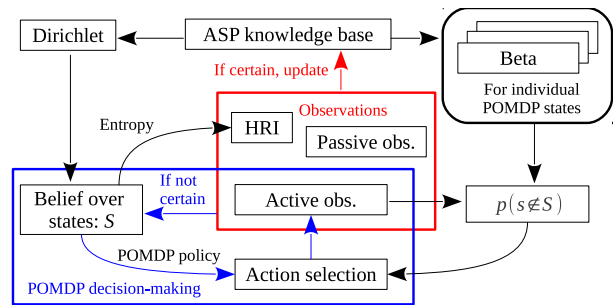 Dirichlet
ASP knowledge base
Beta
For individual
POMDP states
If certain, update
Observations
HRI
Passive obs.
Entropy
Belief over
states: S
If not
certain
Active obs.
p(s∉S)
POMDP policy
Action selection
POMDP decision-making